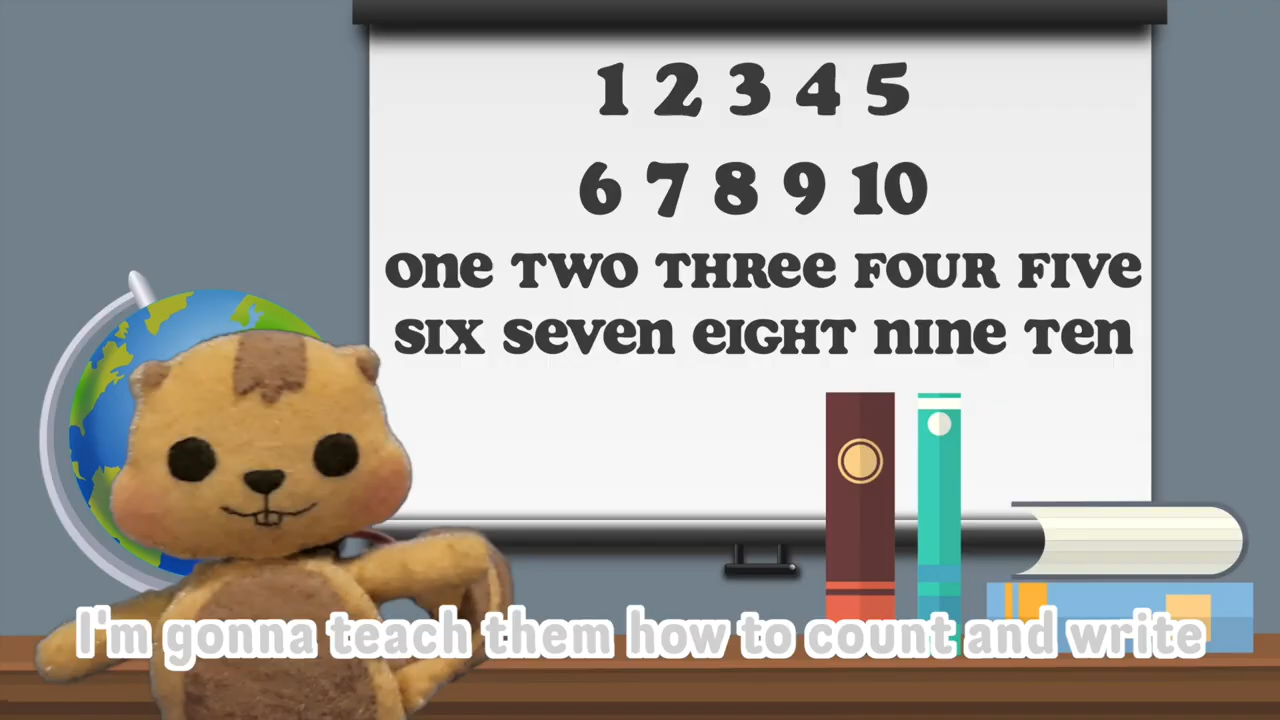 1 2 3 4 5
6 7 8 9 10
one TWO THRee FOUR FIVe
SIX Seven eIGHT nIne Ten
I'm gonna teach them how to count and write